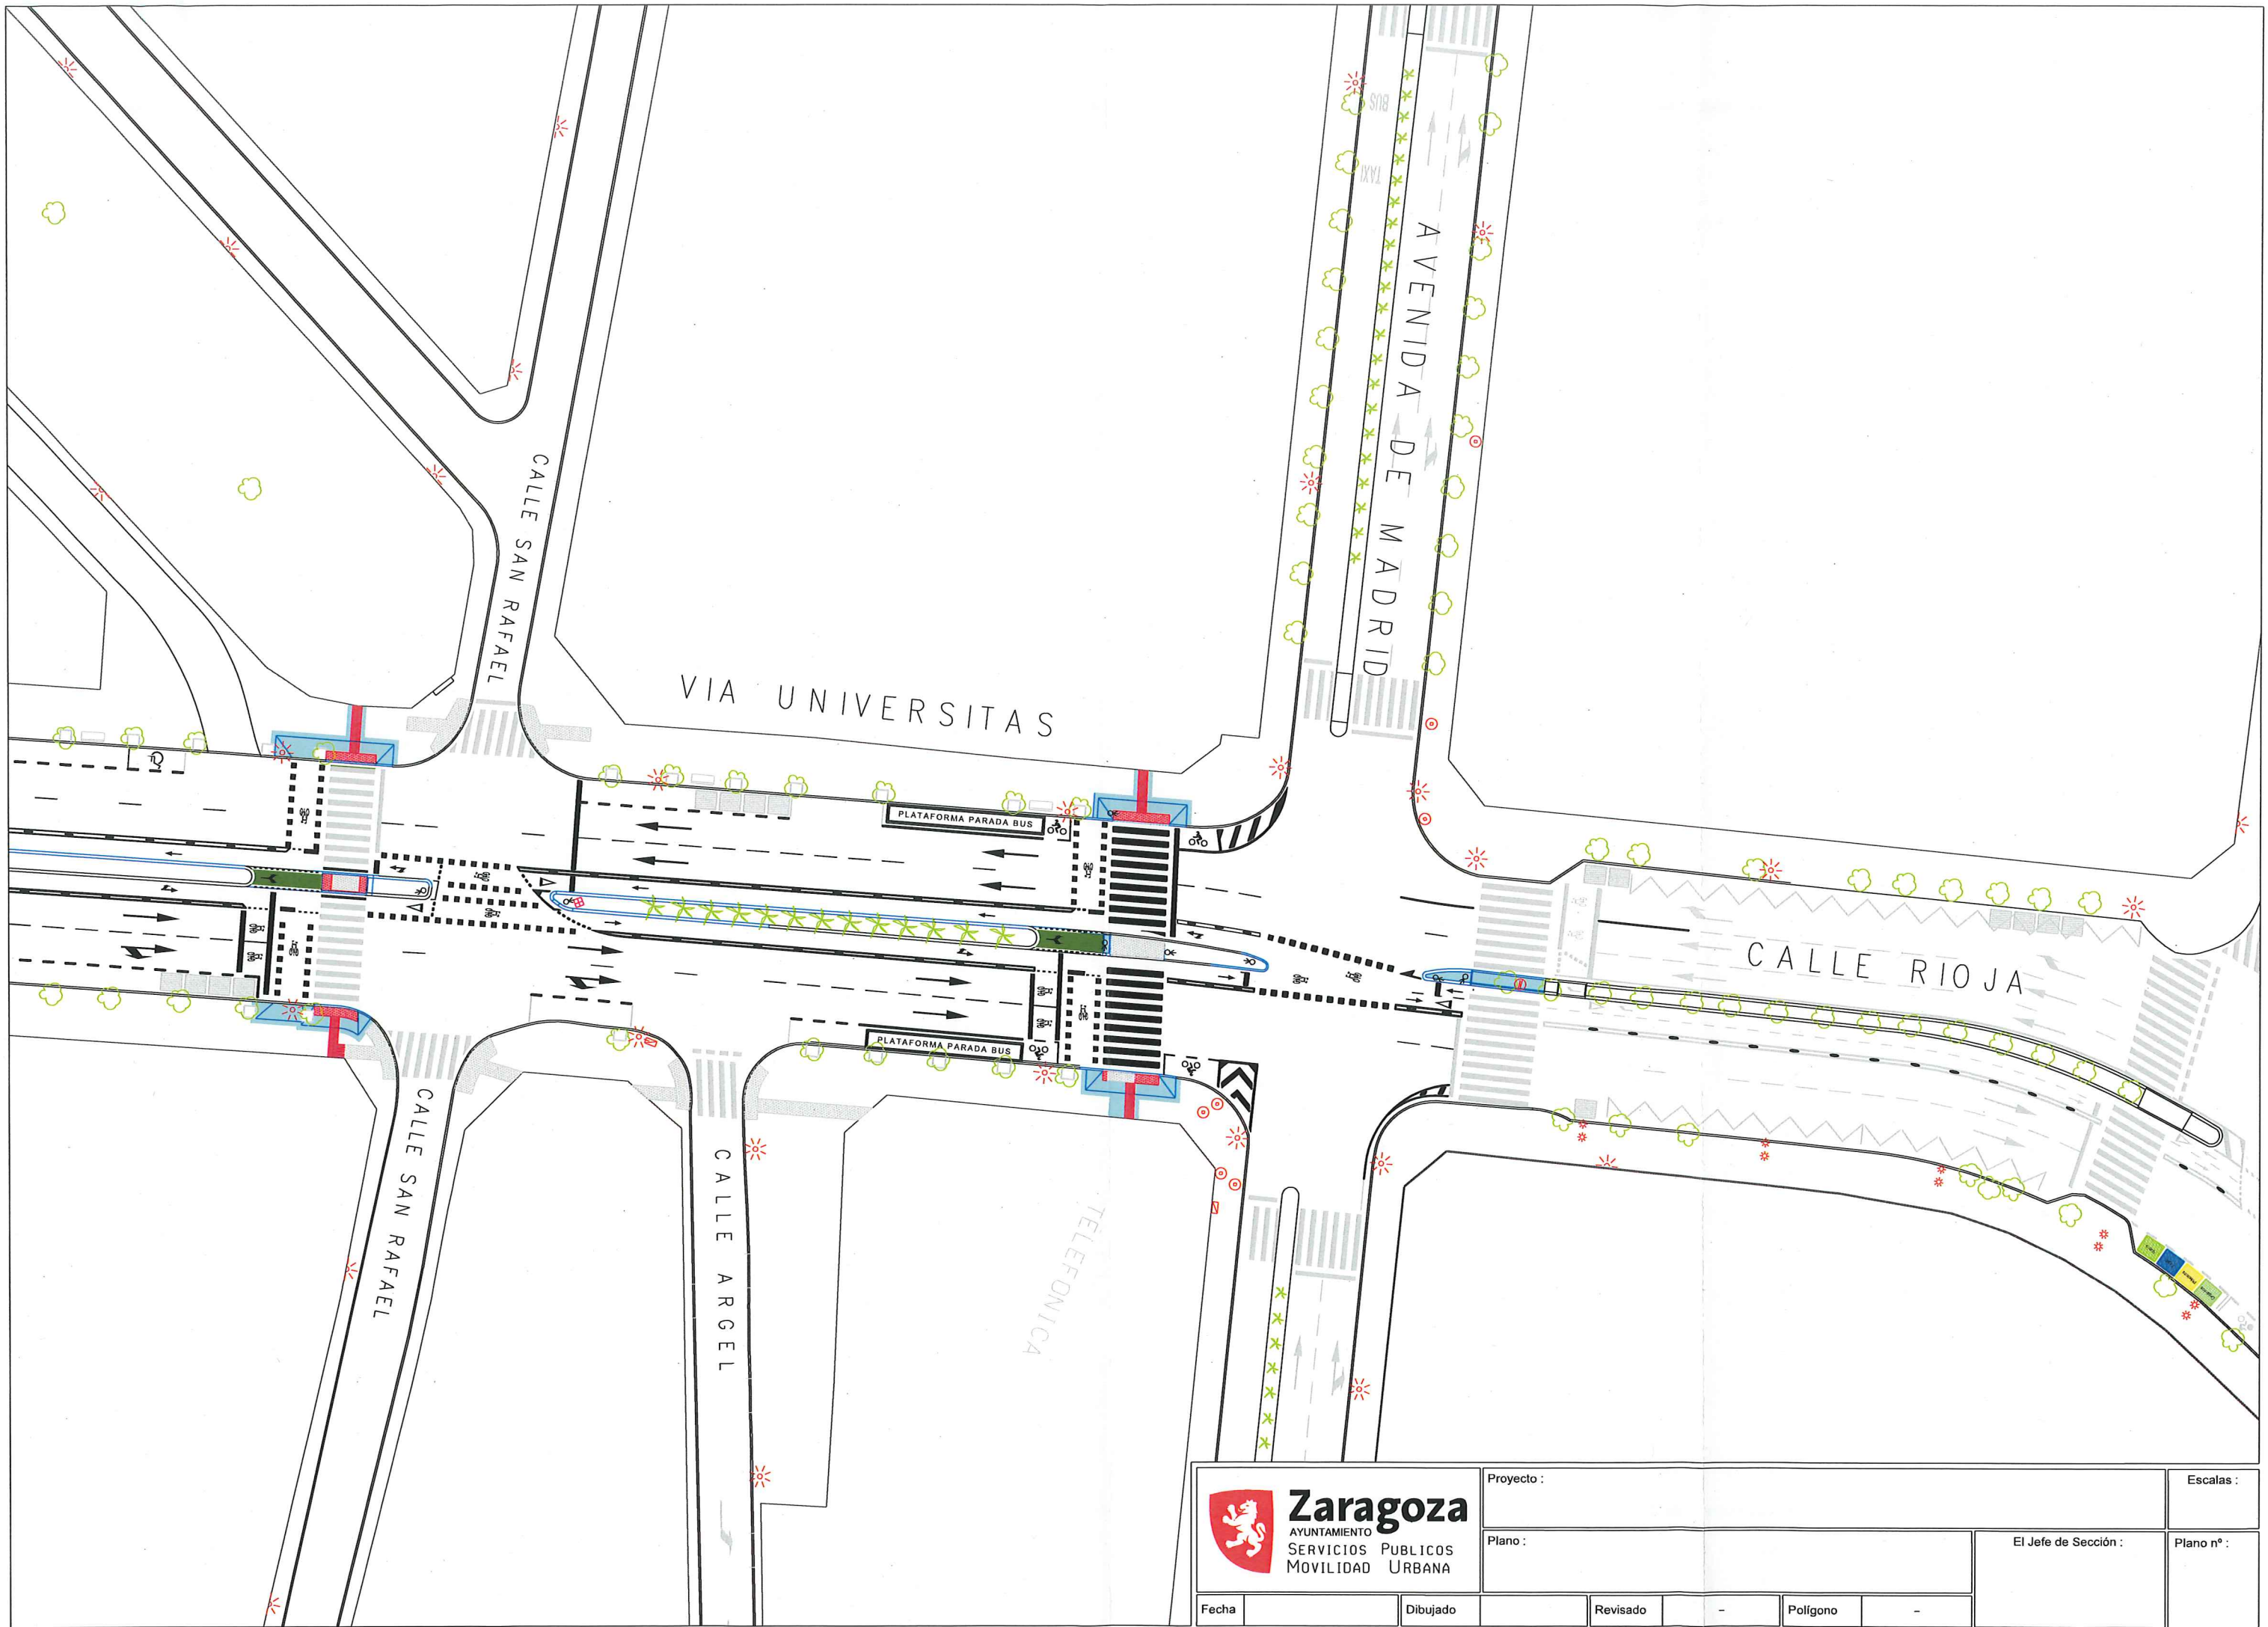 BUS
TAXI
AVENIDA DE MADRID
CALLE SAN RAFAEL
VIA UNIVERSITAS
PLATAFORMA PARADA BUS
CALLE RIOJA
PLATAFORMA PARADA BUS
CALLE SAN RAFAEL
CALLE ARGEL
TELEFONICA
Zaragoza
AYUNTAMIENTO
SERVICIOS PUBLICOS
MOVILIDAD URBANA
Proyecto :
Escalas :
Plano :
El Jefe de Sección :
Plano nº :
Fecha
Dibujado
Revisado
-
Polígono
-